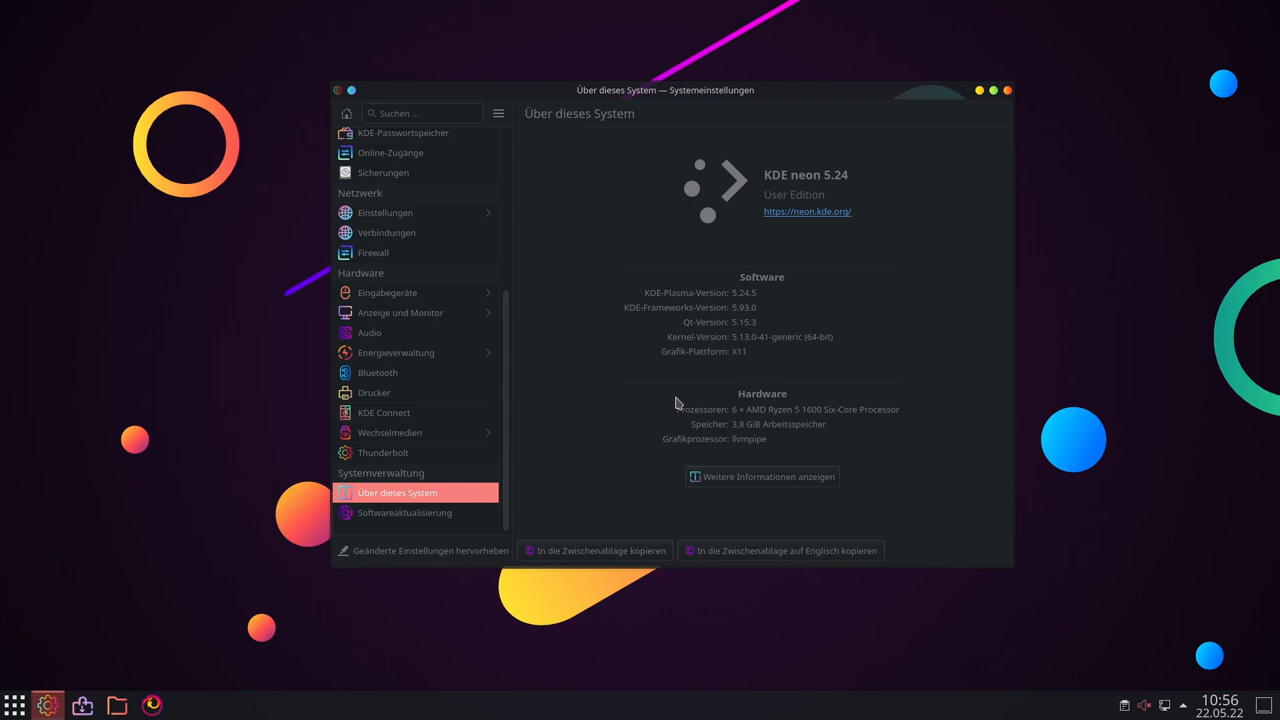 Über dieses System — Systemeinstellungen
Suchen ...
KDE-Passwortspeicher
Online-Zugänge
Sicherungen
Netzwerk
Einstellungen
Verbindungen
Firewall
Hardware
Eingabegeräte
Anzeige und Monitor
Audio
Energieverwaltung
Bluetooth
Drucker
KDE Connect
Wechselmedien
Thunderbolt
Systemverwaltung
Über dieses System
Softwareaktualisierung
Geänderte Einstellungen hervorheben
Über dieses System
KDE neon 5.24
User Edition
https://neon.kde.org/
Software
KDE-Plasma-Version: 5.24.5
KDE-Frameworks-Version: 5.93.0
Qt-Version: 5.15.3
Kernel-Version: 5.13.0-41-generic (64-bit)
Grafik-Plattform: X11
Hardware
Prozessoren: 6 × AMD Ryzen 5 1600 Six-Core Processor
Speicher: 3,8 GiB Arbeitsspeicher
Grafikprozessor: llvmpipe
Weitere Informationen anzeigen
In die Zwischenablage kopieren
In die Zwischenablage auf Englisch kopieren
10:56
22.05.22